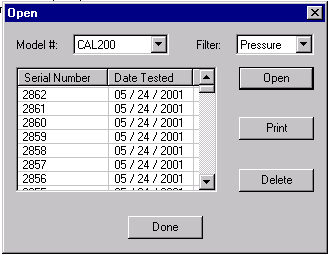 Open
Model #: CAL200 Filter: Pressure
Serial Number Date Tested Open
2862 05 / 24 / 2001
2861 05 / 24 / 2001
2860 05 / 24 / 2001
2859 05 / 24 / 2001 Print
2858 05 / 24 / 2001
2857 05 / 24 / 2001
2856 05 / 24 / 2001 Delete
Done